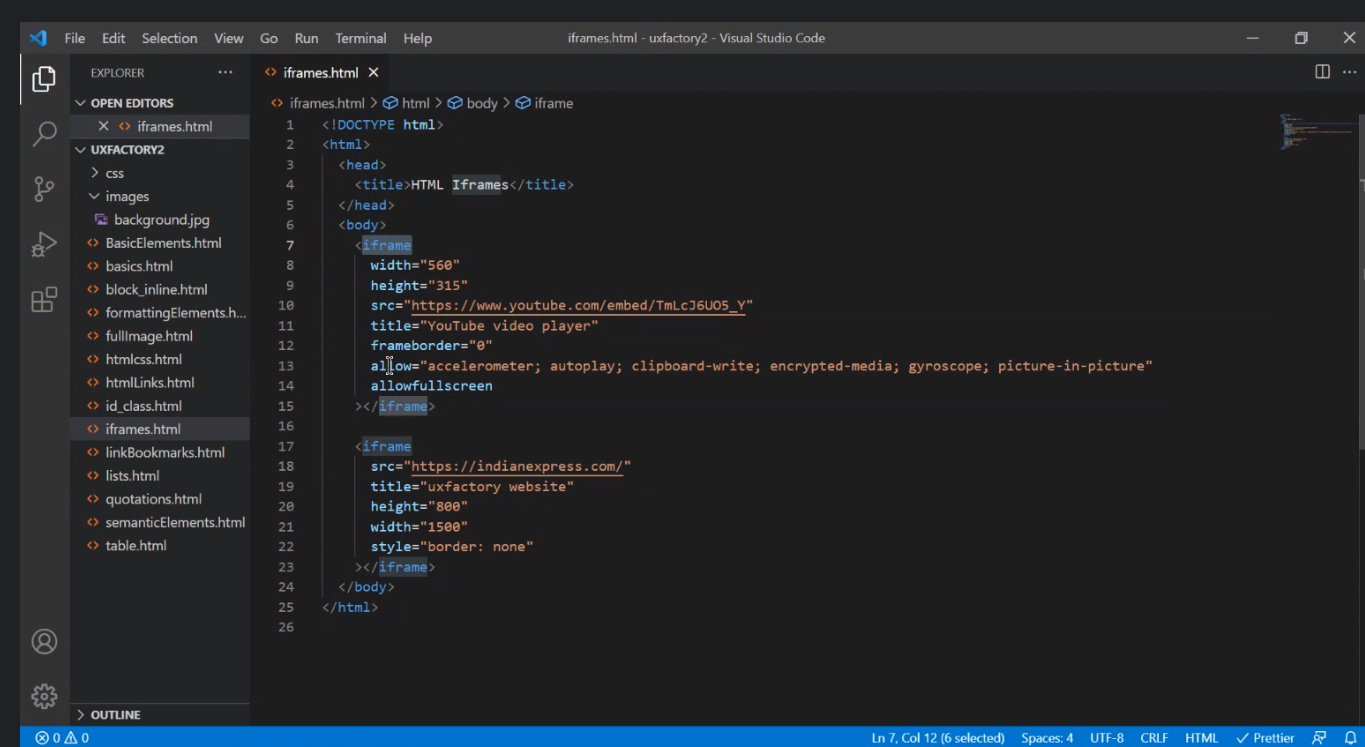 File Edit Selection View Go Run Terminal Help iframes.html - uxfactory2 - Visual Studio Code
EXPLORER ···
OPEN EDITORS
iframes.html
UXFACTORY2
css
images
background.jpg
BasicElements.html
basics.html
block_inline.html
formattingElements.h...
fullImage.html
htmlcss.html
htmlLinks.html
id_class.html
iframes.html
linkBookmarks.html
lists.html
quotations.html
semanticElements.html
table.html
OUTLINE
iframes.html
iframes.html > html > body > iframe
1 <!DOCTYPE html>
2 <html>
3 <head>
4 <title>HTML Iframes</title>
5 </head>
6 <body>
7 <iframe
8 width="560"
9 height="315"
10 src="https://www.youtube.com/embed/TmLcJ6UO5_Y"
11 title="YouTube video player"
12 frameborder="0"
13 allow="accelerometer; autoplay; clipboard-write; encrypted-media; gyroscope; picture-in-picture"
14 allowfullscreen
15 ></iframe>
16
17 <iframe
18 src="https://indianexpress.com/"
19 title="uxfactory website"
20 height="800"
21 width="1500"
22 style="border: none"
23 ></iframe>
24 </body>
25 </html>
26
0 0 Ln 7, Col 12 (6 selected) Spaces: 4 UTF-8 CRLF HTML Prettier